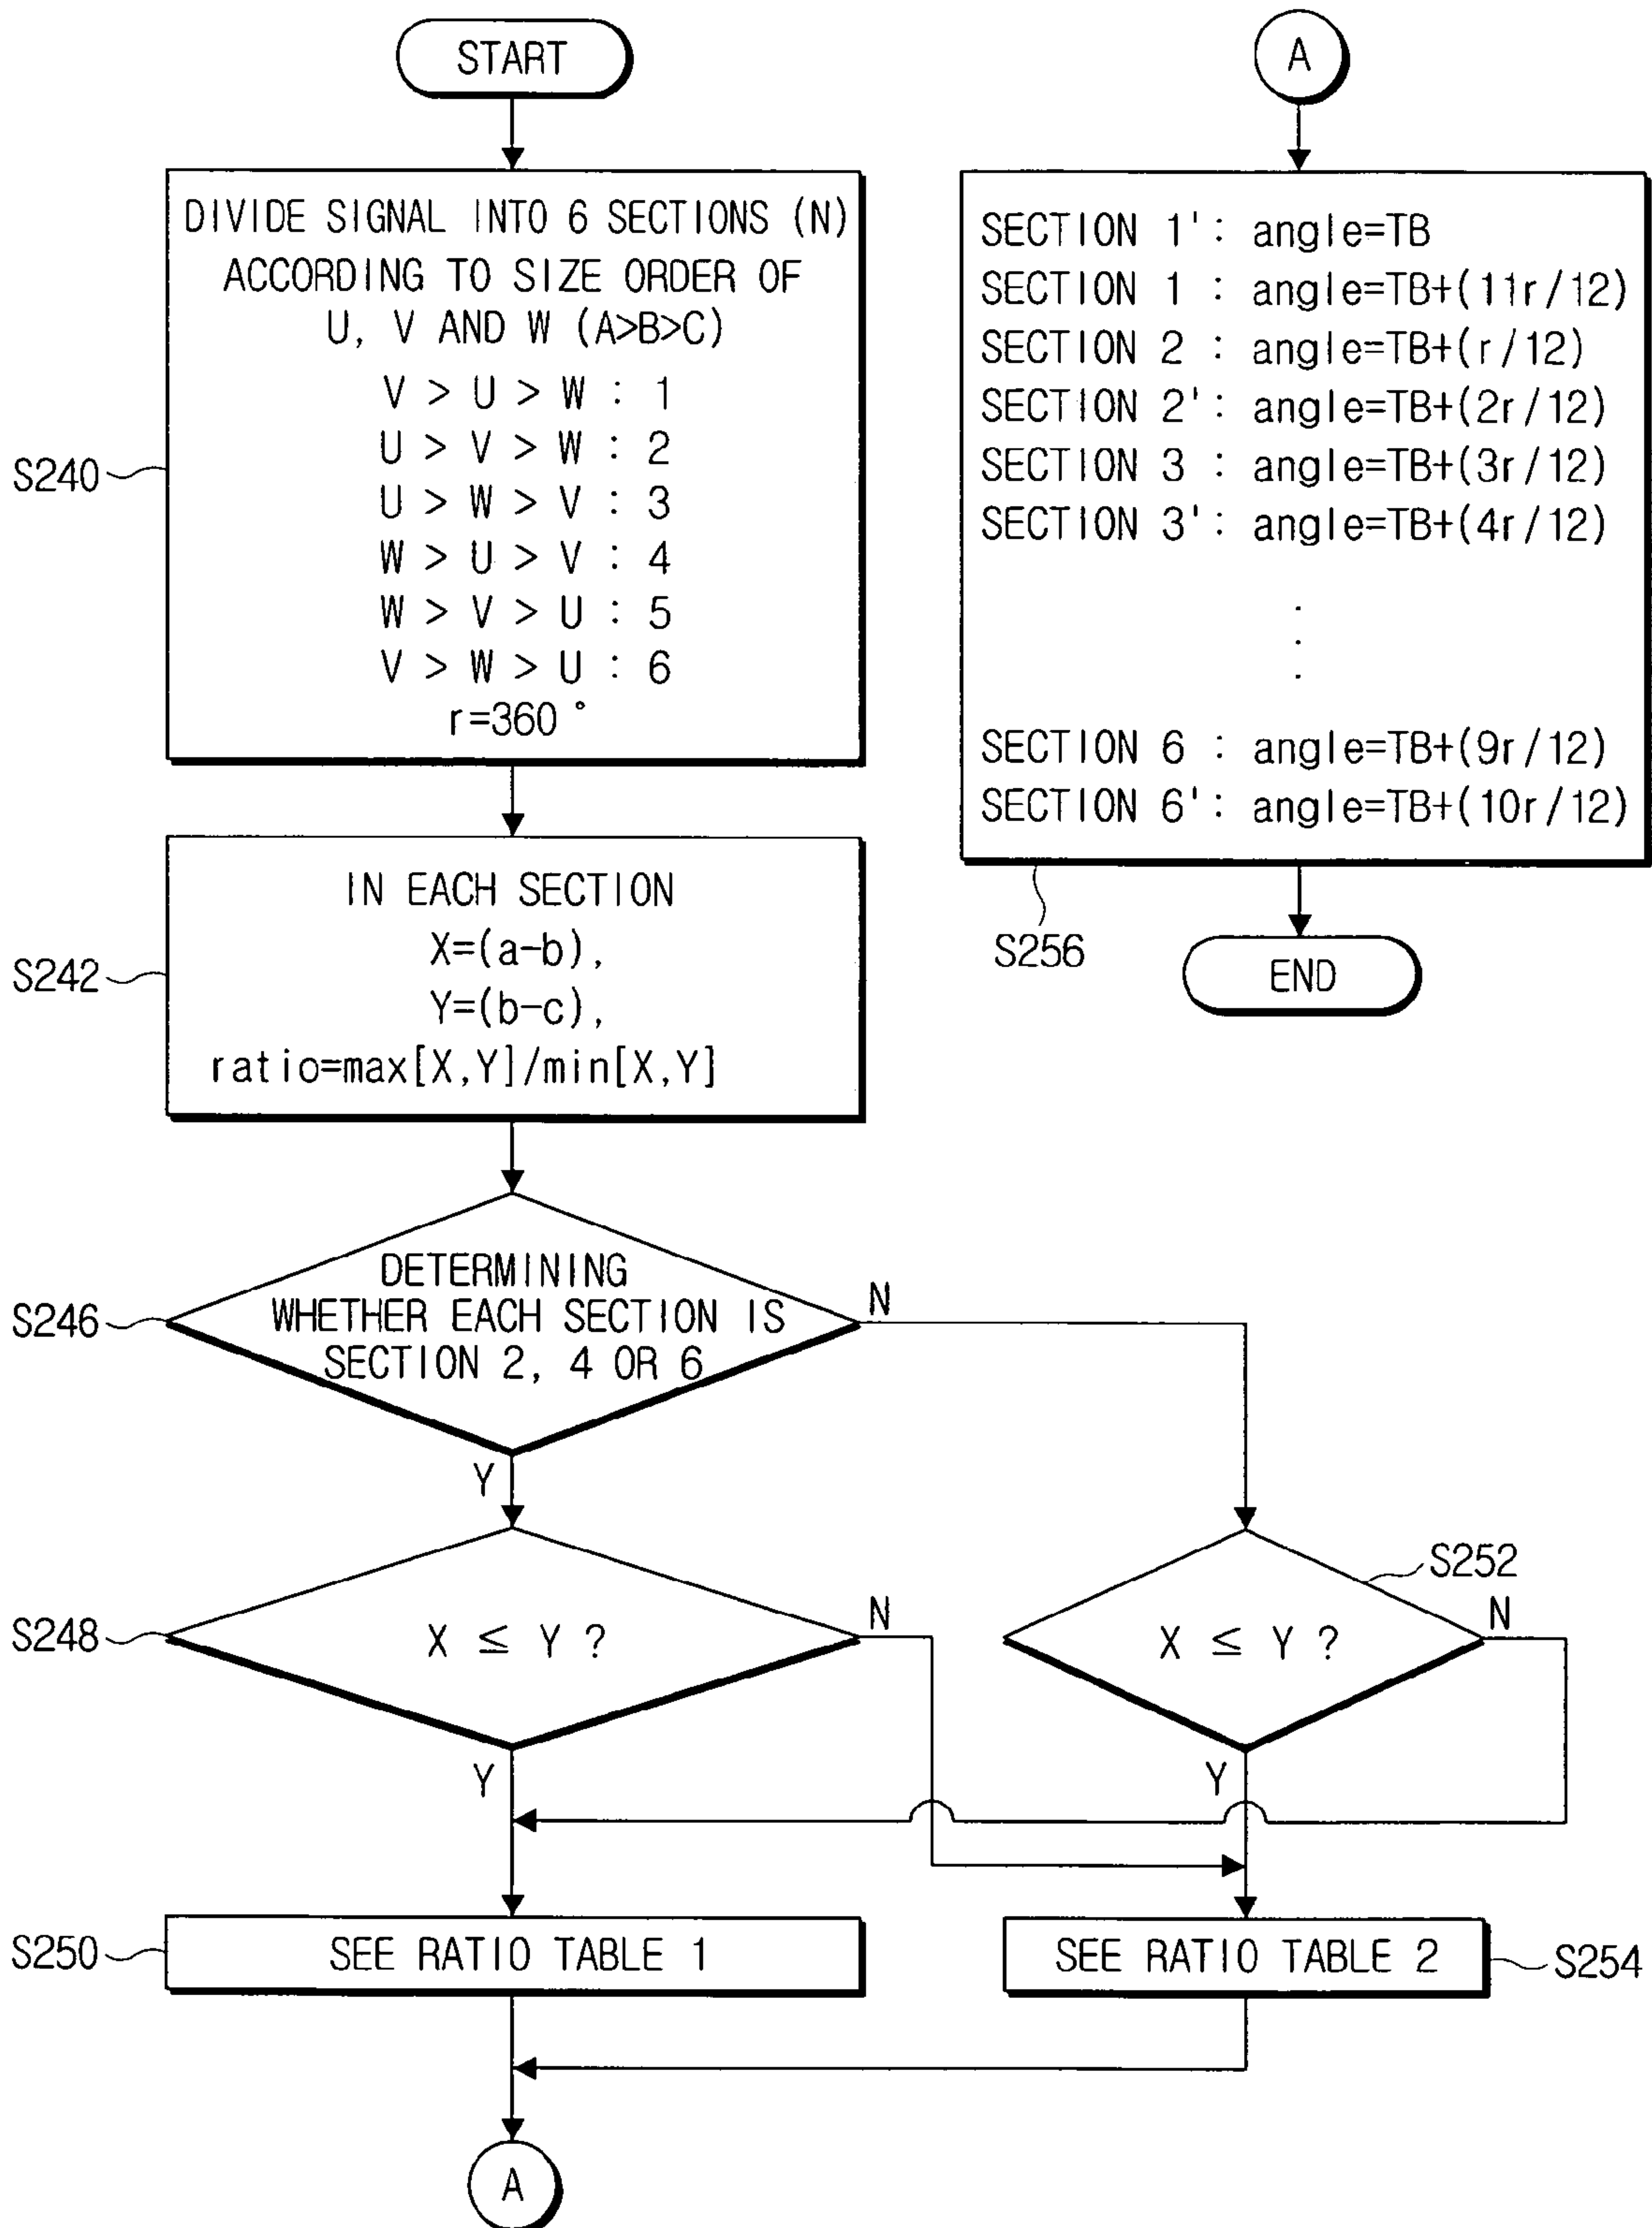 START
DIVIDE SIGNAL INTO 6 SECTIONS (N)
ACCORDING TO SIZE ORDER OF
U, V AND W (A>B>C)
V > U > W : 1
U > V > W : 2
U > W > V : 3
W > U > V : 4
W > V > U : 5
V > W > U : 6
r=360°
S240
IN EACH SECTION
X=(a-b),
Y=(b-c),
ratio=max[X,Y]/min[X,Y]
S242
DETERMINING
WHETHER EACH SECTION IS
SECTION 2, 4 OR 6
S246
N
Y
X ≤ Y ?
S248
N
Y
X ≤ Y ?
S252
N
Y
SEE RATIO TABLE 1
S250
SEE RATIO TABLE 2
S254
A
A
SECTION 1': angle=TB
SECTION 1 : angle=TB+(11r/12)
SECTION 2 : angle=TB+(r/12)
SECTION 2': angle=TB+(2r/12)
SECTION 3 : angle=TB+(3r/12)
SECTION 3': angle=TB+(4r/12)
.
.
.
SECTION 6 : angle=TB+(9r/12)
SECTION 6': angle=TB+(10r/12)
S256
END